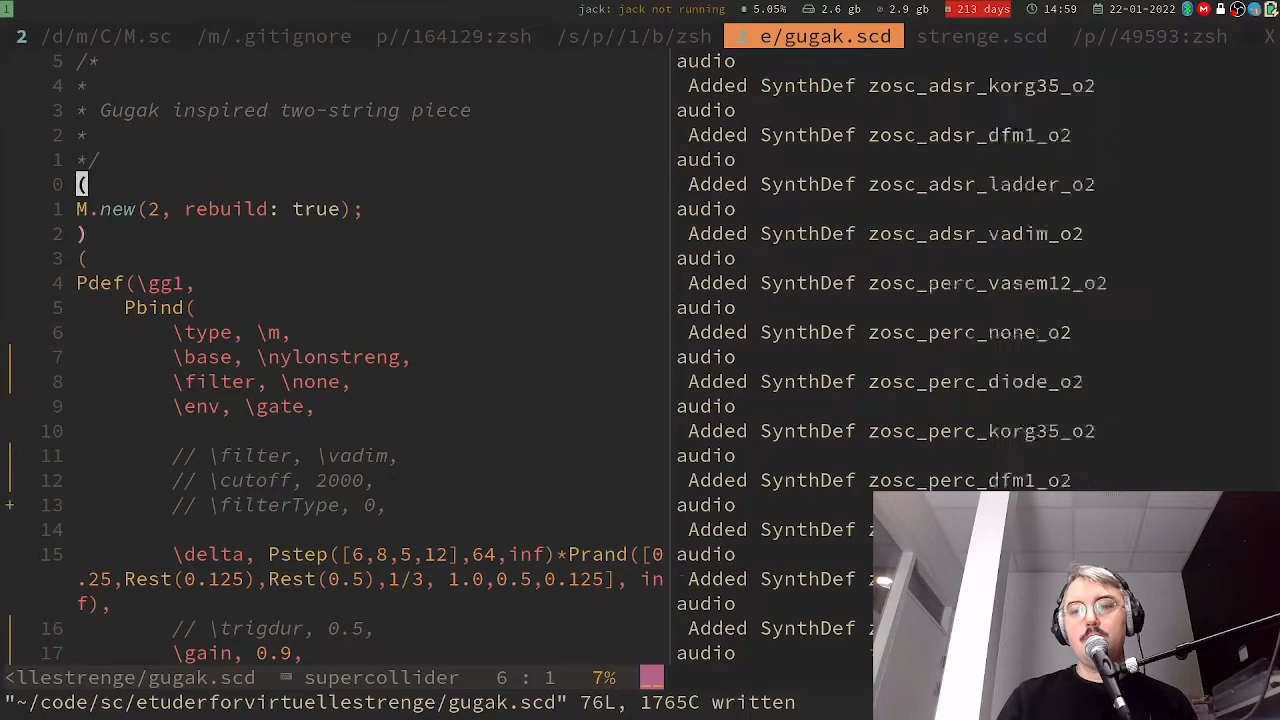 1 jack: jack not running 5.05% 2.6 gb 2.9 gb 213 days 14:59 22-01-2022
2 /d/m/C/M.sc /m/.gitignore p//164129:zsh /s/p//1/b/zsh 2 e/gugak.scd strenge.scd /p//49593:zsh X
5 /*
4 *
3 * Gugak inspired two-string piece
2 *
1 */
0 (
1 M.new(2, rebuild: true);
2 )
3 (
4 Pdef(\gg1,
5 Pbind(
6 \type, \m,
7 \base, \nylonstreng,
8 \filter, \none,
9 \env, \gate,
10
11 // \filter, \vadim,
12 // \cutoff, 2000,
+ 13 // \filterType, 0,
14
15 \delta, Pstep([6,8,5,12],64,inf)*Prand([0
.25,Rest(0.125),Rest(0.5),1/3, 1.0,0.5,0.125], in
f),
16 // \trigdur, 0.5,
17 \gain, 0.9,
<llestrenge/gugak.scd supercollider 6 : 1 7%
"~/code/sc/etuderforvirtuellestrenge/gugak.scd" 76L, 1765C written
audio
Added SynthDef zosc_adsr_korg35_o2
audio
Added SynthDef zosc_adsr_dfm1_o2
audio
Added SynthDef zosc_adsr_ladder_o2
audio
Added SynthDef zosc_adsr_vadim_o2
audio
Added SynthDef zosc_perc_vasem12_o2
audio
Added SynthDef zosc_perc_none_o2
audio
Added SynthDef zosc_perc_diode_o2
audio
Added SynthDef zosc_perc_korg35_o2
audio
Added SynthDef zosc_perc_dfm1_o2
audio
Added SynthDef
audio
Added SynthDef
audio
Added SynthDef
audio